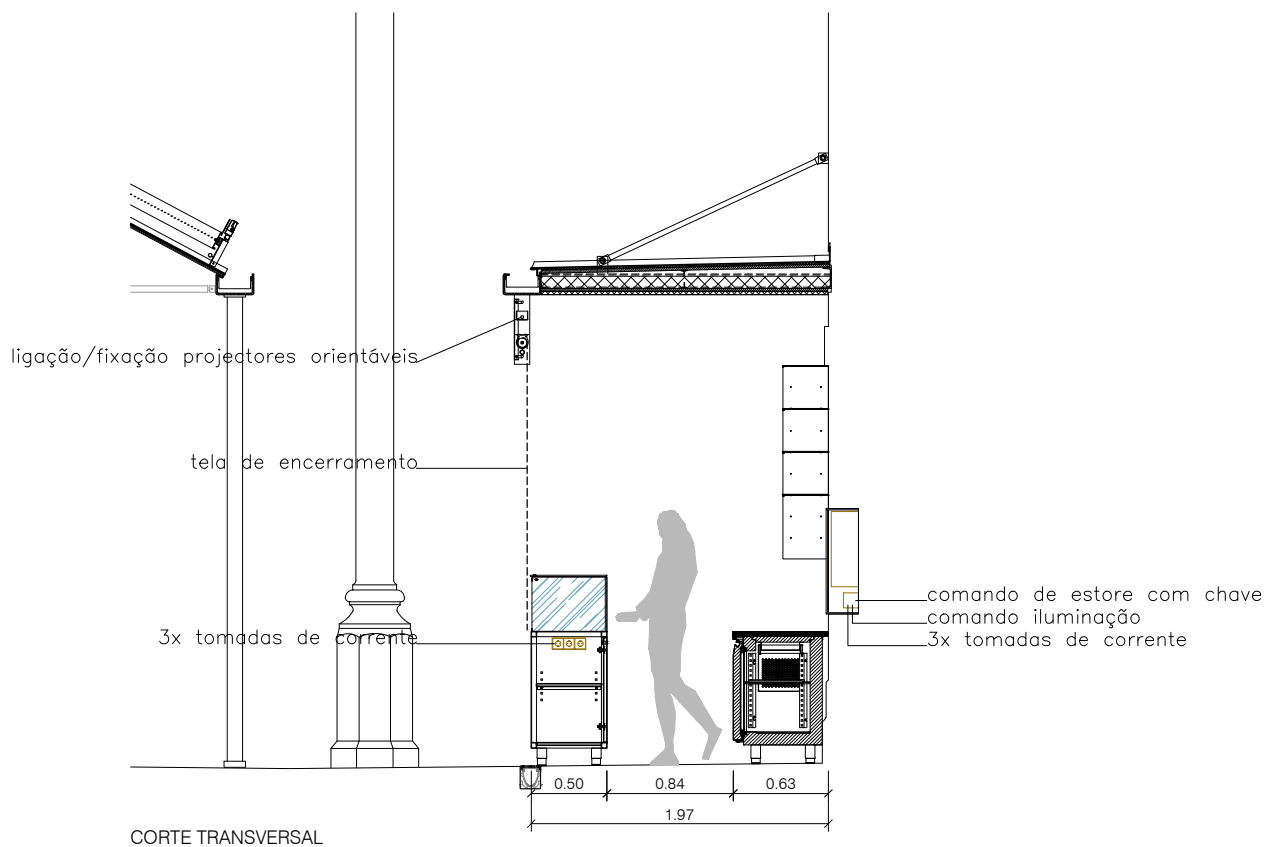 ligação/fixação projectores orientáveis
tela de encerramento
comando de estore com chave
comando iluminação
3x tomadas de corrente
3x tomadas de corrente
0.50
0.84
0.63
1.97
CORTE TRANSVERSAL